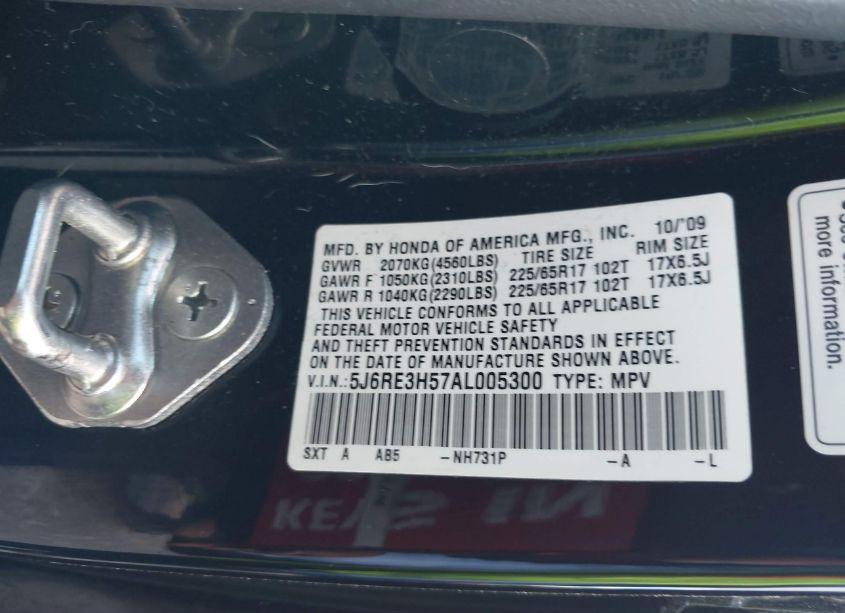 MFD. BY HONDA OF AMERICA MFG., INC. 10/'09
GVWR 2070KG(4560LBS) TIRE SIZE RIM SIZE
GAWR F 1050KG(2310LBS) 225/65R17 102T 17X6.5J
GAWR R 1040KG(2290LBS) 225/65R17 102T 17X6.5J
THIS VEHICLE CONFORMS TO ALL APPLICABLE
FEDERAL MOTOR VEHICLE SAFETY
AND THEFT PREVENTION STANDARDS IN EFFECT
ON THE DATE OF MANUFACTURE SHOWN ABOVE.
V.I.N.:5J6RE3H57AL005300 TYPE: MPV
SXT A AB5 -NH731P -A -L
more information.